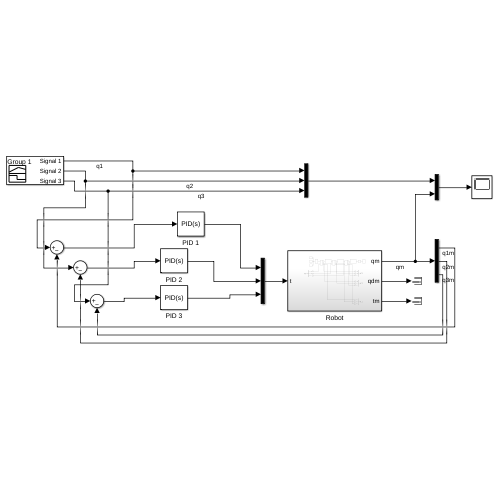 Group 1
Signal 1
Signal 2
Signal 3
q1
q2
q3
PID(s)
PID 1
PID(s)
PID 2
PID(s)
PID 3
t
qm
qdm
tm
Robot
qm
q1m
q2m
q3m